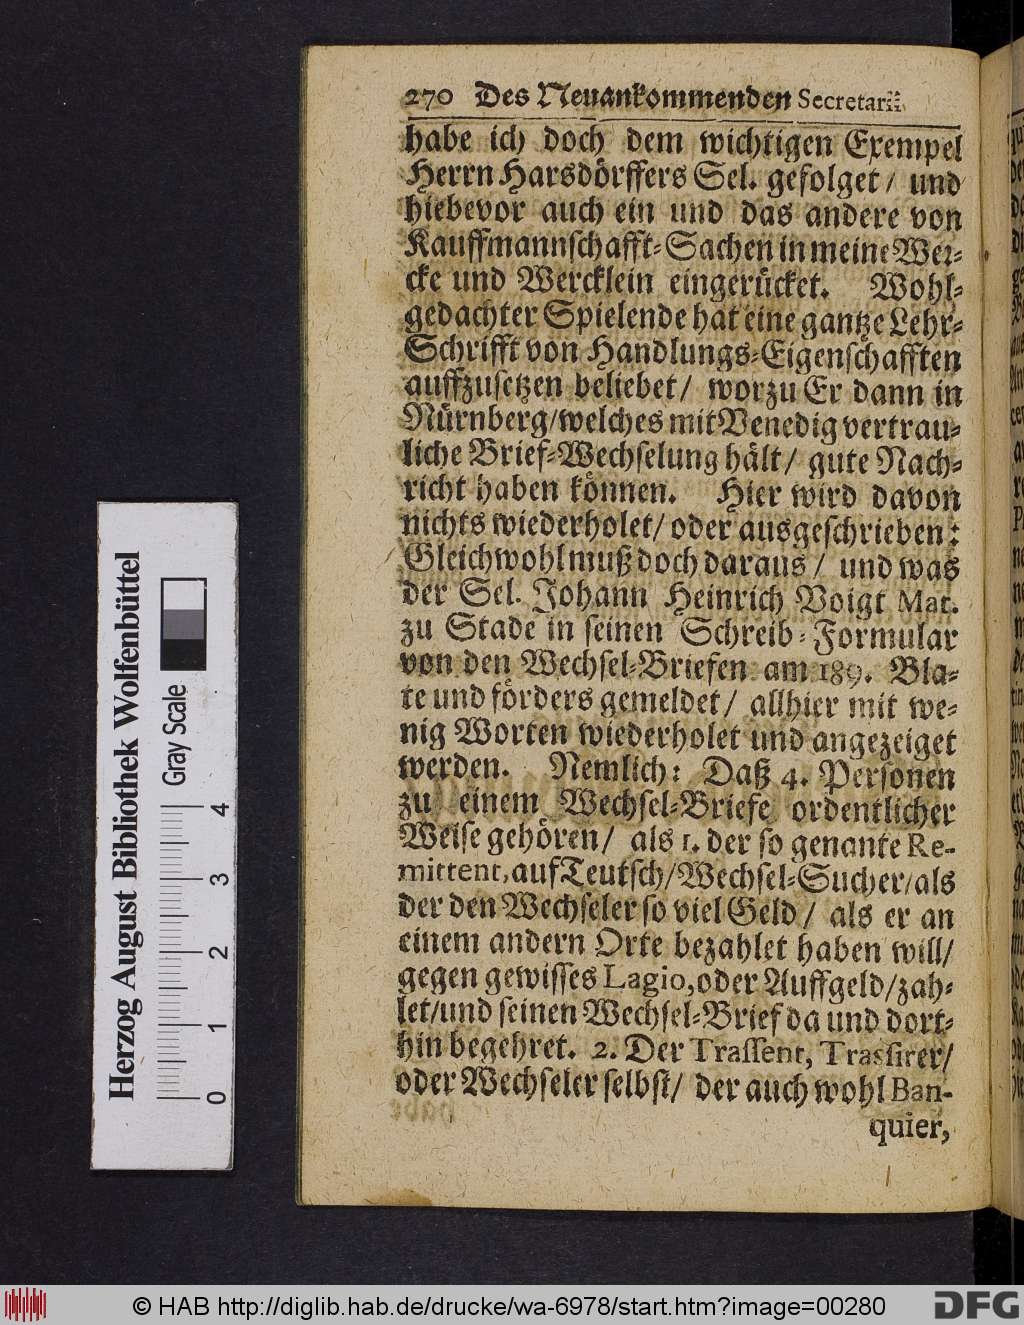 270 Des Neuankommenden Secretarii
habe ich doch dem wichtigen Exempel
Herrn Harsdörffers Sel. gefolget/ und
hiebevor auch ein und das andere von
Kauffmannschafft-Sachen in meine Wer-
cke und Wercklein eingerücket. Wohl-
gedachter Spielende hat eine gantze Lehr-
Schrifft von Handlungs-Eigenschafften
auffzusetzen beliebet/ worzu Er dann in
Nürnberg/welches mit Venedig vertrau-
liche Brief-Wechselung hält/ gute Nach-
richt haben können. Hier wird davon
nichts wiederholet/ oder ausgeschrieben:
Gleichwohl muß doch daraus/ und was
der Sel. Johann Heinrich Voigt Mat.
zu Stade in seinen Schreib-Formular
von den Wechsel-Briefen am 189. Bla-
te und förders gemeldet/ allhier mit we-
nig Worten wiederholet und angezeiget
werden. Nemlich: Daß 4. Personen
zu einem Wechsel-Briefe ordentlicher
Weise gehören/ als 1. der so genante Re-
mittent, auf Teutsch/Wechsel-Sucher/als
der den Wechseler so viel Geld/ als er an
einem andern Orte bezahlet haben will/
gegen gewisses Lagio, oder Auffgeld/zah-
let/und seinen Wechsel-Brief da und dort-
hin begehret. 2. Der Trassent, Trassirer/
oder Wechseler selbst/ der auch wohl Ban-
quier,
Herzog August Bibliothek Wolfenbüttel
Gray Scale
0 1 2 3 4
© HAB http://diglib.hab.de/drucke/wa-6978/start.htm?image=00280
DFG